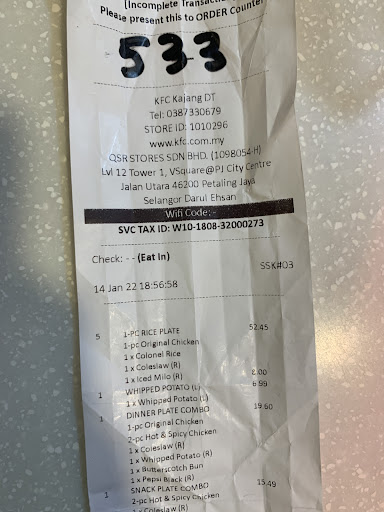 [Incomplete Transaction
Please present this to ORDER Counter
533
KFC Kajang DT
Tel: 0387330679
STORE ID: 1010296
www.kfc.com.my
QSR STORES SDN BHD. (1098054-H)
Lvl 12 Tower 1, VSquare@PJ City Centre
Jalan Utara 46200 Petaling Jaya
Selangor Darul Ehsan
Wifi Code: -
SVC TAX ID: W10-1808-32000273
Check: - - (Eat In)
SSK#03
14 Jan 22 18:56:58
5 1-PC RICE PLATE 52.45
1-pc Original Chicken
1 x Colonel Rice
1 x Coleslaw (R)
1 x Iced Milo (R) 2.00
1 WHIPPED POTATO (L) 6.99
1 x Whipped Potato (L)
1 DINNER PLATE COMBO 19.60
1-pc Original Chicken
2-pc Hot & Spicy Chicken
1 x Coleslaw (R)
1 x Whipped Potato (R)
1 x Butterscotch Bun
1 x Pepsi Black (R)
1 SNACK PLATE COMBO 15.49
2-pc Hot & Spicy Chicken
1 x Coleslaw (R)